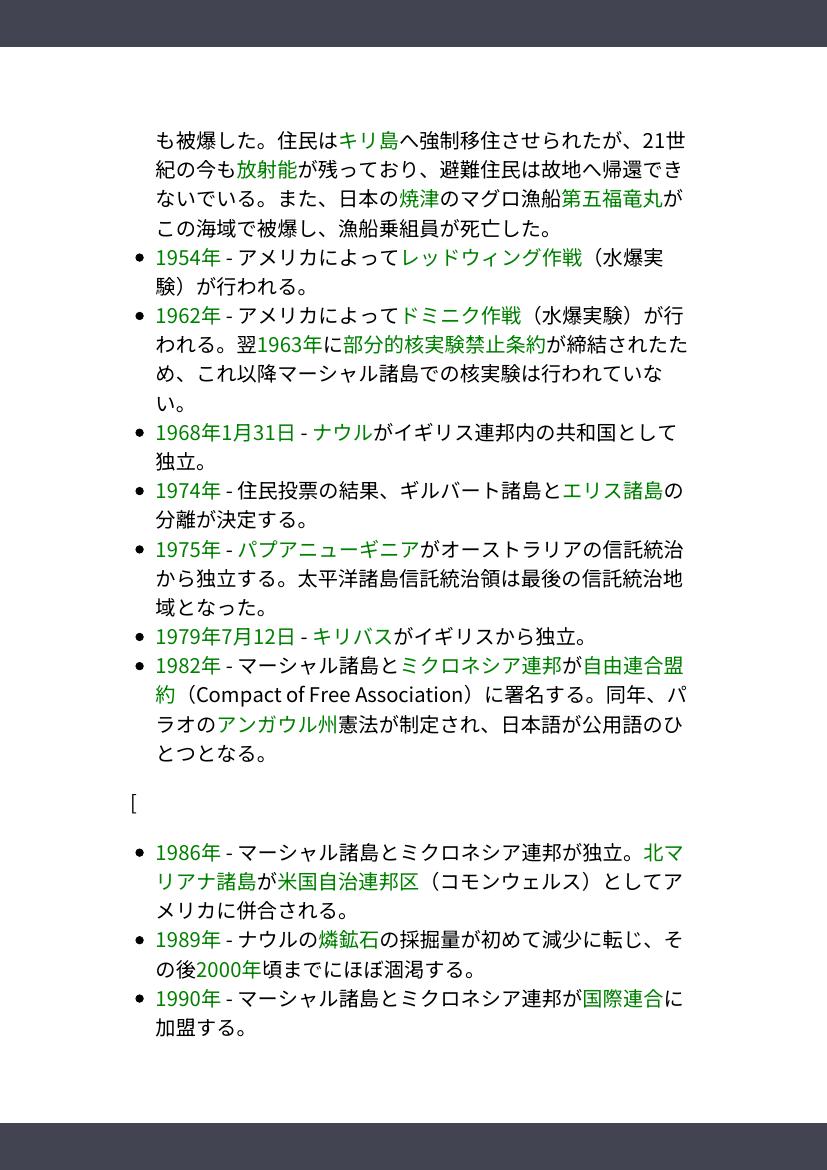 も被爆した。住民はキリ島へ強制移住させられたが、21世
紀の今も放射能が残っており、避難住民は故地へ帰還でき
ないでいる。また、日本の焼津のマグロ漁船第五福竜丸が
この海域で被爆し、漁船乗組員が死亡した。
• 1954年 - アメリカによってレッドウィング作戦（水爆実
験）が行われる。
• 1962年 - アメリカによってドミニク作戦（水爆実験）が行
われる。翌1963年に部分的核実験禁止条約が締結されたた
め、これ以降マーシャル諸島での核実験は行われていな
い。
• 1968年1月31日 - ナウルがイギリス連邦内の共和国として
独立。
• 1974年 - 住民投票の結果、ギルバート諸島とエリス諸島の
分離が決定する。
• 1975年 - パプアニューギニアがオーストラリアの信託統治
から独立する。太平洋諸島信託統治領は最後の信託統治地
域となった。
• 1979年7月12日 - キリバスがイギリスから独立。
• 1982年 - マーシャル諸島とミクロネシア連邦が自由連合盟
約（Compact of Free Association）に署名する。同年、パ
ラオのアンガウル州憲法が制定され、日本語が公用語のひ
とつとなる。
[
• 1986年 - マーシャル諸島とミクロネシア連邦が独立。北マ
リアナ諸島が米国自治連邦区（コモンウェルス）としてア
メリカに併合される。
• 1989年 - ナウルの燐鉱石の採掘量が初めて減少に転じ、そ
の後2000年頃までにほぼ涸渇する。
• 1990年 - マーシャル諸島とミクロネシア連邦が国際連合に
加盟する。